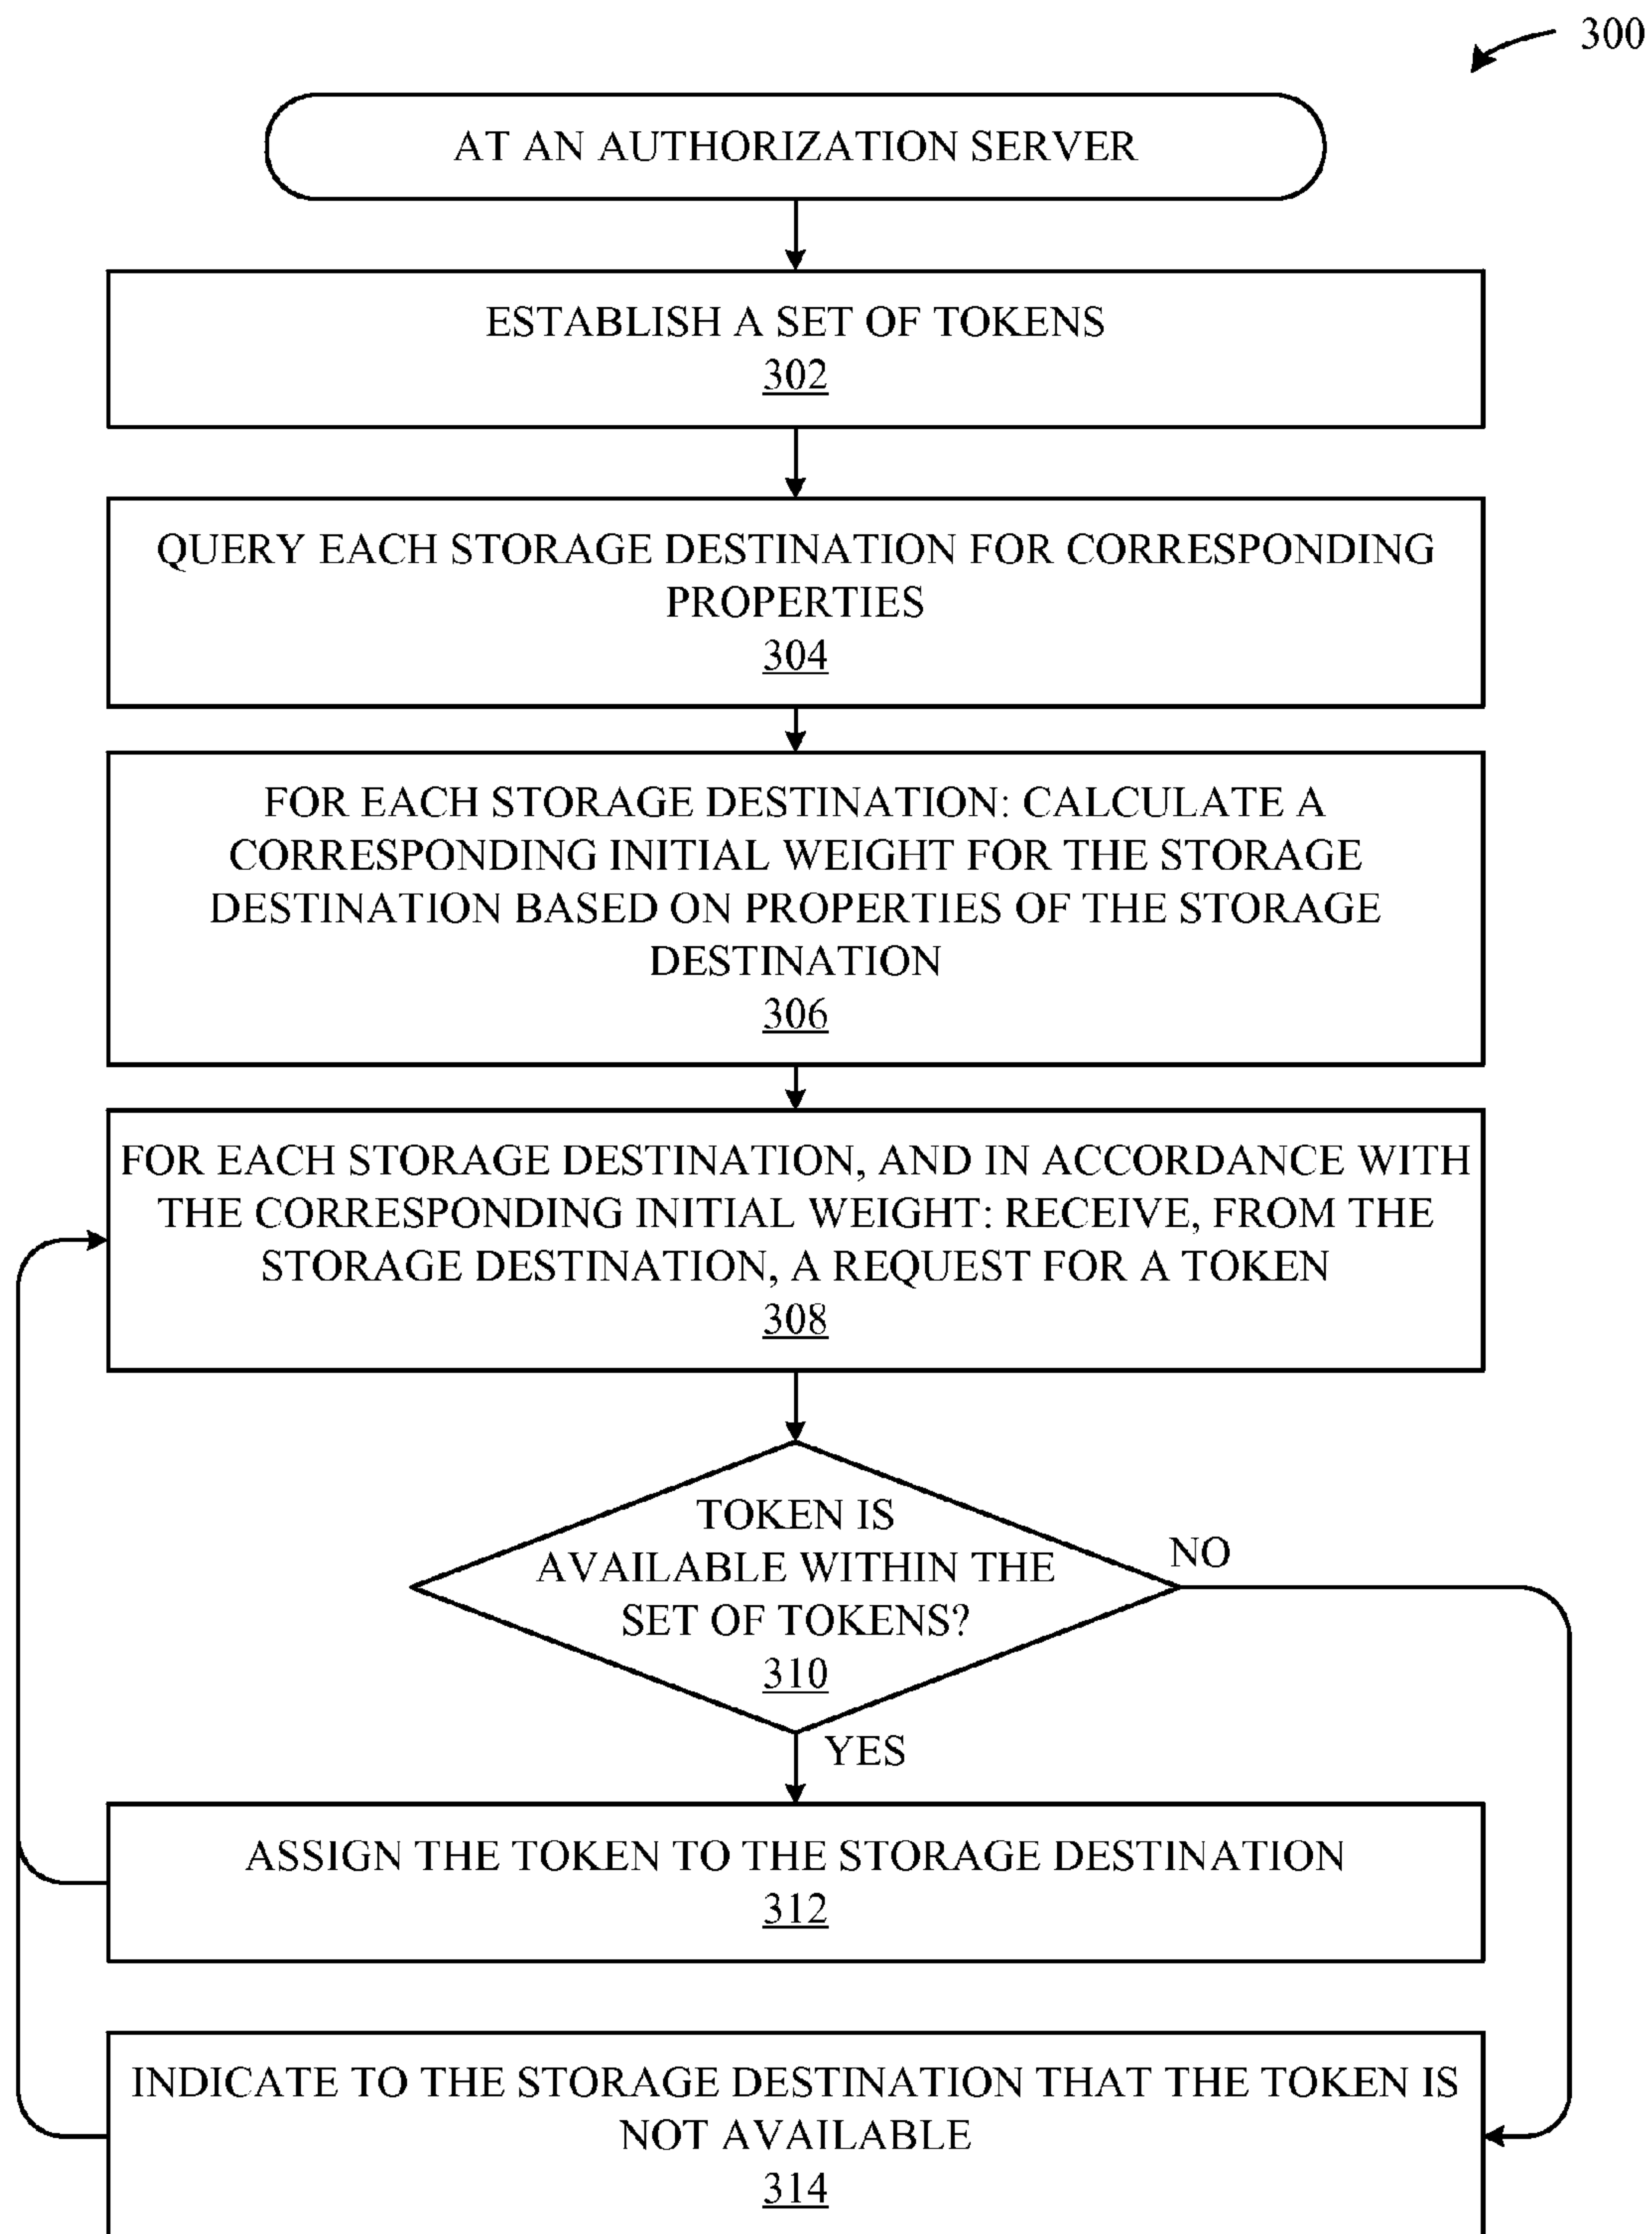 300
AT AN AUTHORIZATION SERVER
ESTABLISH A SET OF TOKENS
302
QUERY EACH STORAGE DESTINATION FOR CORRESPONDING
PROPERTIES
304
FOR EACH STORAGE DESTINATION: CALCULATE A
CORRESPONDING INITIAL WEIGHT FOR THE STORAGE
DESTINATION BASED ON PROPERTIES OF THE STORAGE
DESTINATION
306
FOR EACH STORAGE DESTINATION, AND IN ACCORDANCE WITH
THE CORRESPONDING INITIAL WEIGHT: RECEIVE, FROM THE
STORAGE DESTINATION, A REQUEST FOR A TOKEN
308
TOKEN IS
AVAILABLE WITHIN THE
SET OF TOKENS?
310
NO
YES
ASSIGN THE TOKEN TO THE STORAGE DESTINATION
312
INDICATE TO THE STORAGE DESTINATION THAT THE TOKEN IS
NOT AVAILABLE
314